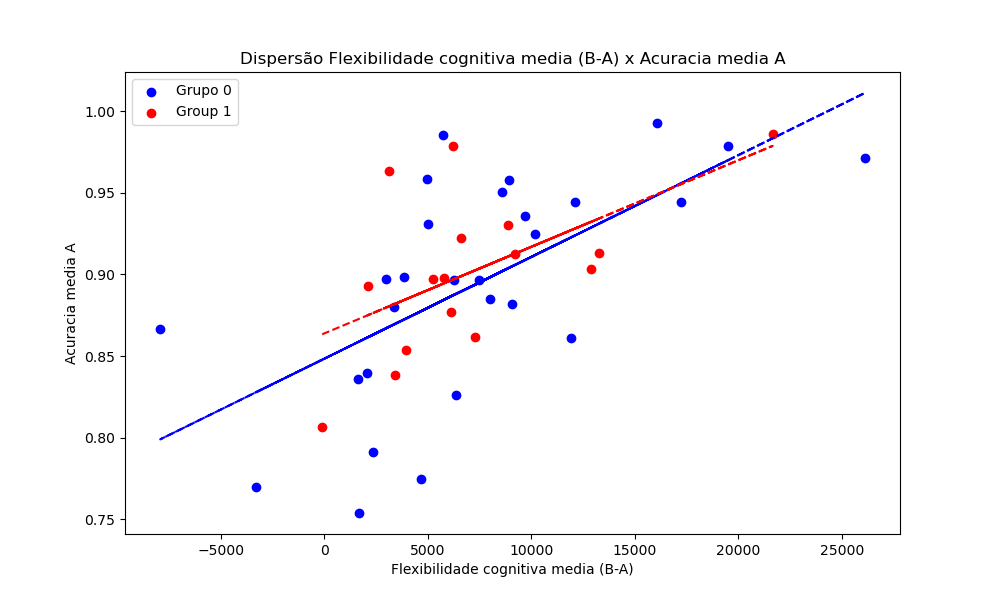 Dispersão Flexibilidade cognitiva media (B-A) x Acuracia media A
Grupo 0
Group 1
1.00
0.95
0.90
0.85
0.80
0.75
Acuracia media A
−5000
0
5000
10000
15000
20000
25000
Flexibilidade cognitiva media (B-A)